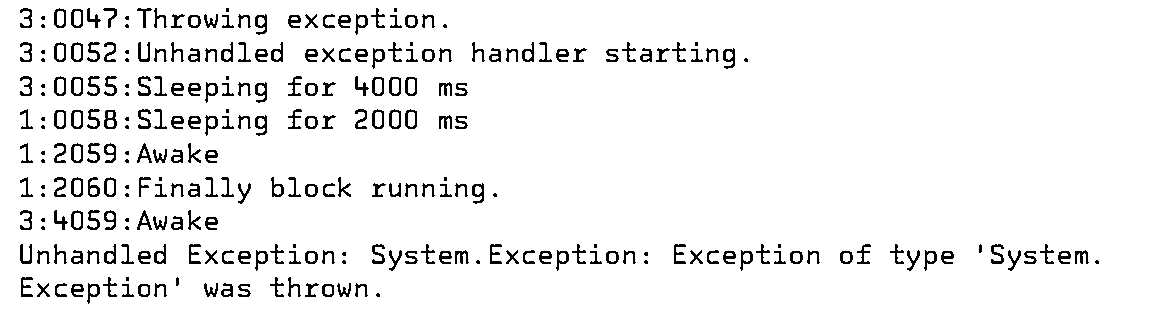 3:0047:Throwing exception.
3:0052:Unhandled exception handler starting.
3:0055:Sleeping for 4000 ms
1:0058:Sleeping for 2000 ms
1:2059:Awake
1:2060:Finally block running.
3:4059:Awake
Unhandled Exception: System.Exception: Exception of type 'System.
Exception' was thrown.